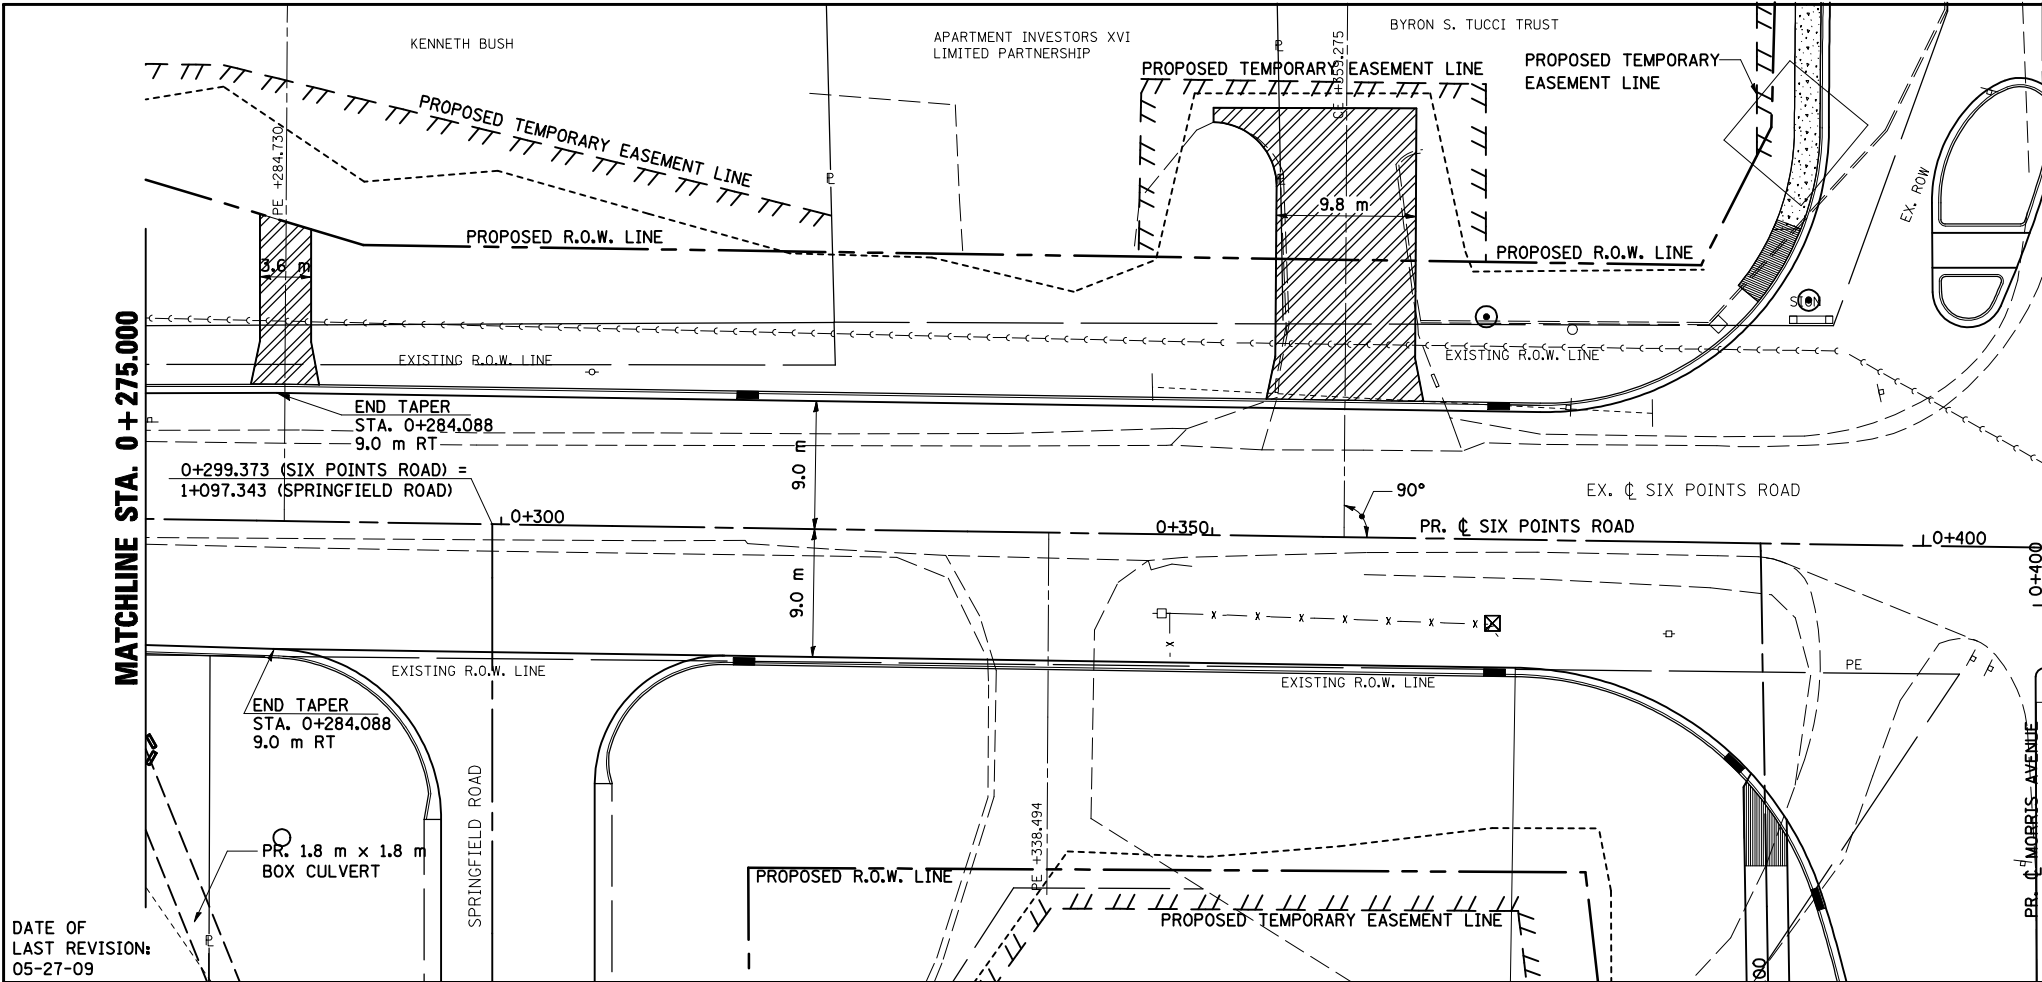 KENNETH BUSH
APARTMENT INVESTORS XVI
LIMITED PARTNERSHIP
BYRON S. TUCCI TRUST
PROPOSED TEMPORARY EASEMENT LINE
PROPOSED TEMPORARY
EASEMENT LINE
PROPOSED TEMPORARY EASEMENT LINE
PE +284.730
CE +359.275
EX. ROW
9.8 m
PROPOSED R.O.W. LINE
PROPOSED R.O.W. LINE
3.6 m
SIGN
EXISTING R.O.W. LINE
EXISTING R.O.W. LINE
MATCHLINE STA. 0+275.000
END TAPER
STA. 0+284.088
9.0 m RT
0+299.373 (SIX POINTS ROAD) =
1+097.343 (SPRINGFIELD ROAD)
9.0 m
90°
EX. ℄ SIX POINTS ROAD
0+300
0+350
PR. ℄ SIX POINTS ROAD
0+400
0+400
9.0 m
EXISTING R.O.W. LINE
EXISTING R.O.W. LINE
PE
END TAPER
STA. 0+284.088
9.0 m RT
SPRINGFIELD ROAD
PE +338.494
PR. ℄ MORRIS AVENUE
PR. 1.8 m x 1.8 m
BOX CULVERT
PROPOSED R.O.W. LINE
PROPOSED TEMPORARY EASEMENT LINE
DATE OF
LAST REVISION:
05-27-09
00